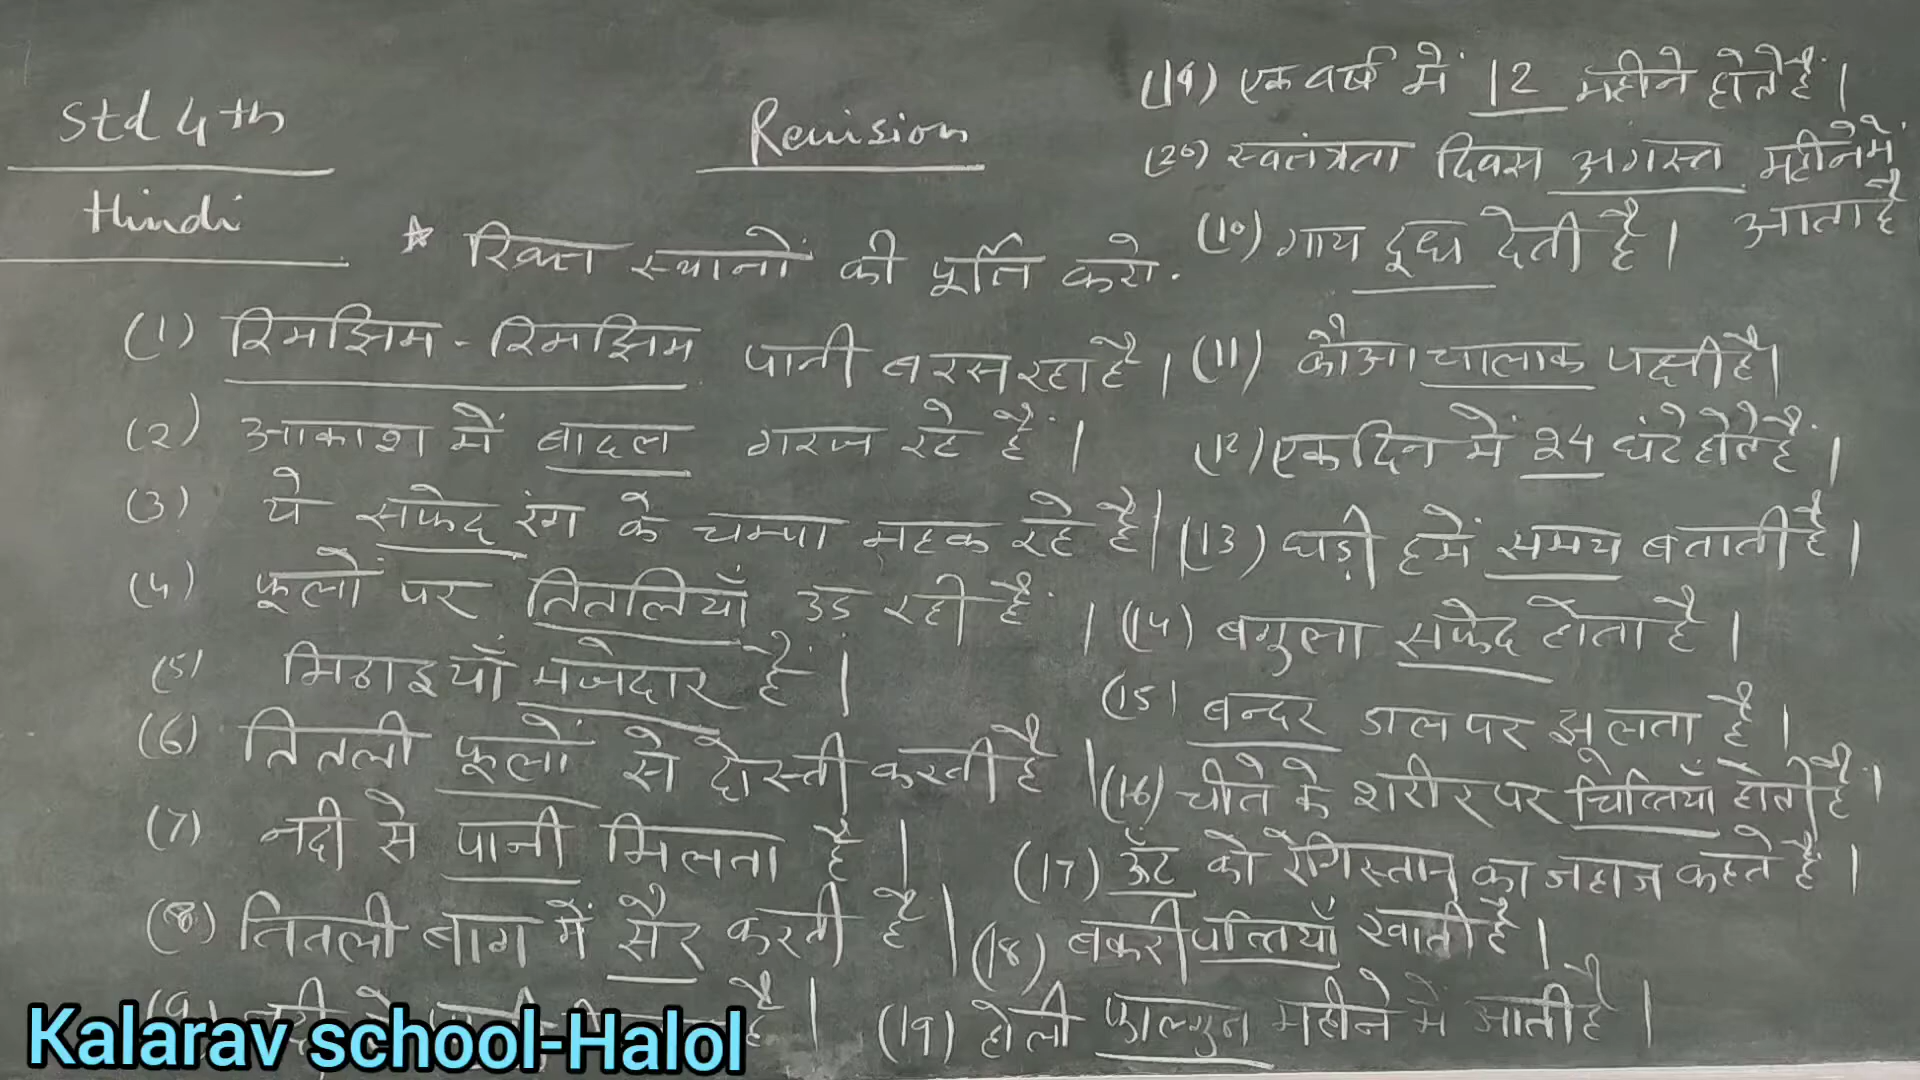 Std 4th
Hindi
Revision
★ रिक्त स्थानों की पूर्ति करो.
(1) रिमझिम - रिमझिम पानी बरस रहा है।
(2) आकाश में बादल गरज रहे हैं।
(3) ये सफेद रंग के चम्पा महक रहे है।
(4) फूलों पर तितलियाँ उड रही हैं।
(5) मिठाइयाँ मजेदार हैं।
(6) तितली फूलों से दोस्ती करती है।
(7) नदी से पानी मिलता है।
(8) तितली बाग में सैर करती है।
(9) है।
(19) एक वर्ष में 12 महीने होते हैं।
(20) स्वतंत्रता दिवस अगस्त महीने में
आता है
(10) गाय दूध देती है।
(11) कौआ चालाक पक्षी है।
(12) एक दिन में 24 घंटे होते हैं।
(13) घड़ी हमें समय बताती है।
(14) बगुला सफेद होता है।
(15) बन्दर डाल पर झूलता है।
(16) चीते के शरीर पर चित्तियाँ होती है।
(17) ऊँट को रेगिस्तान का जहाज कहते हैं।
(18) बकरी पत्तियाँ खाती है।
(19) होली फाल्गुन महीने में आती है।
Kalarav school-Halol